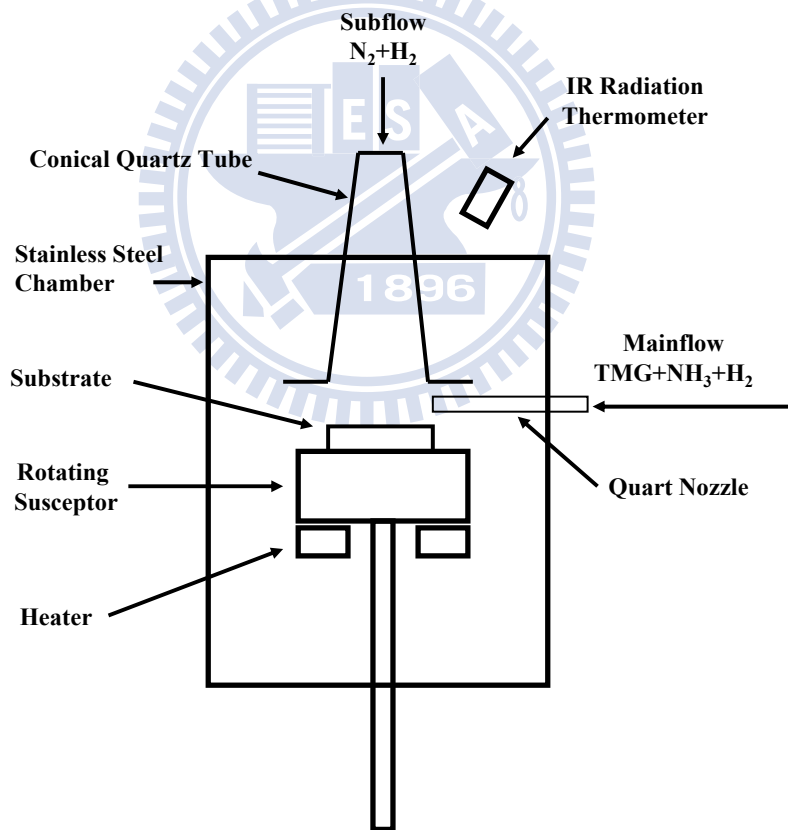 Subflow
N2+H2
IR Radiation
Thermometer
Conical Quartz Tube
E S A
Stainless Steel
Chamber
1896
Mainflow
TMG+NH3+H2
Substrate
Rotating
Susceptor
Quart Nozzle
Heater